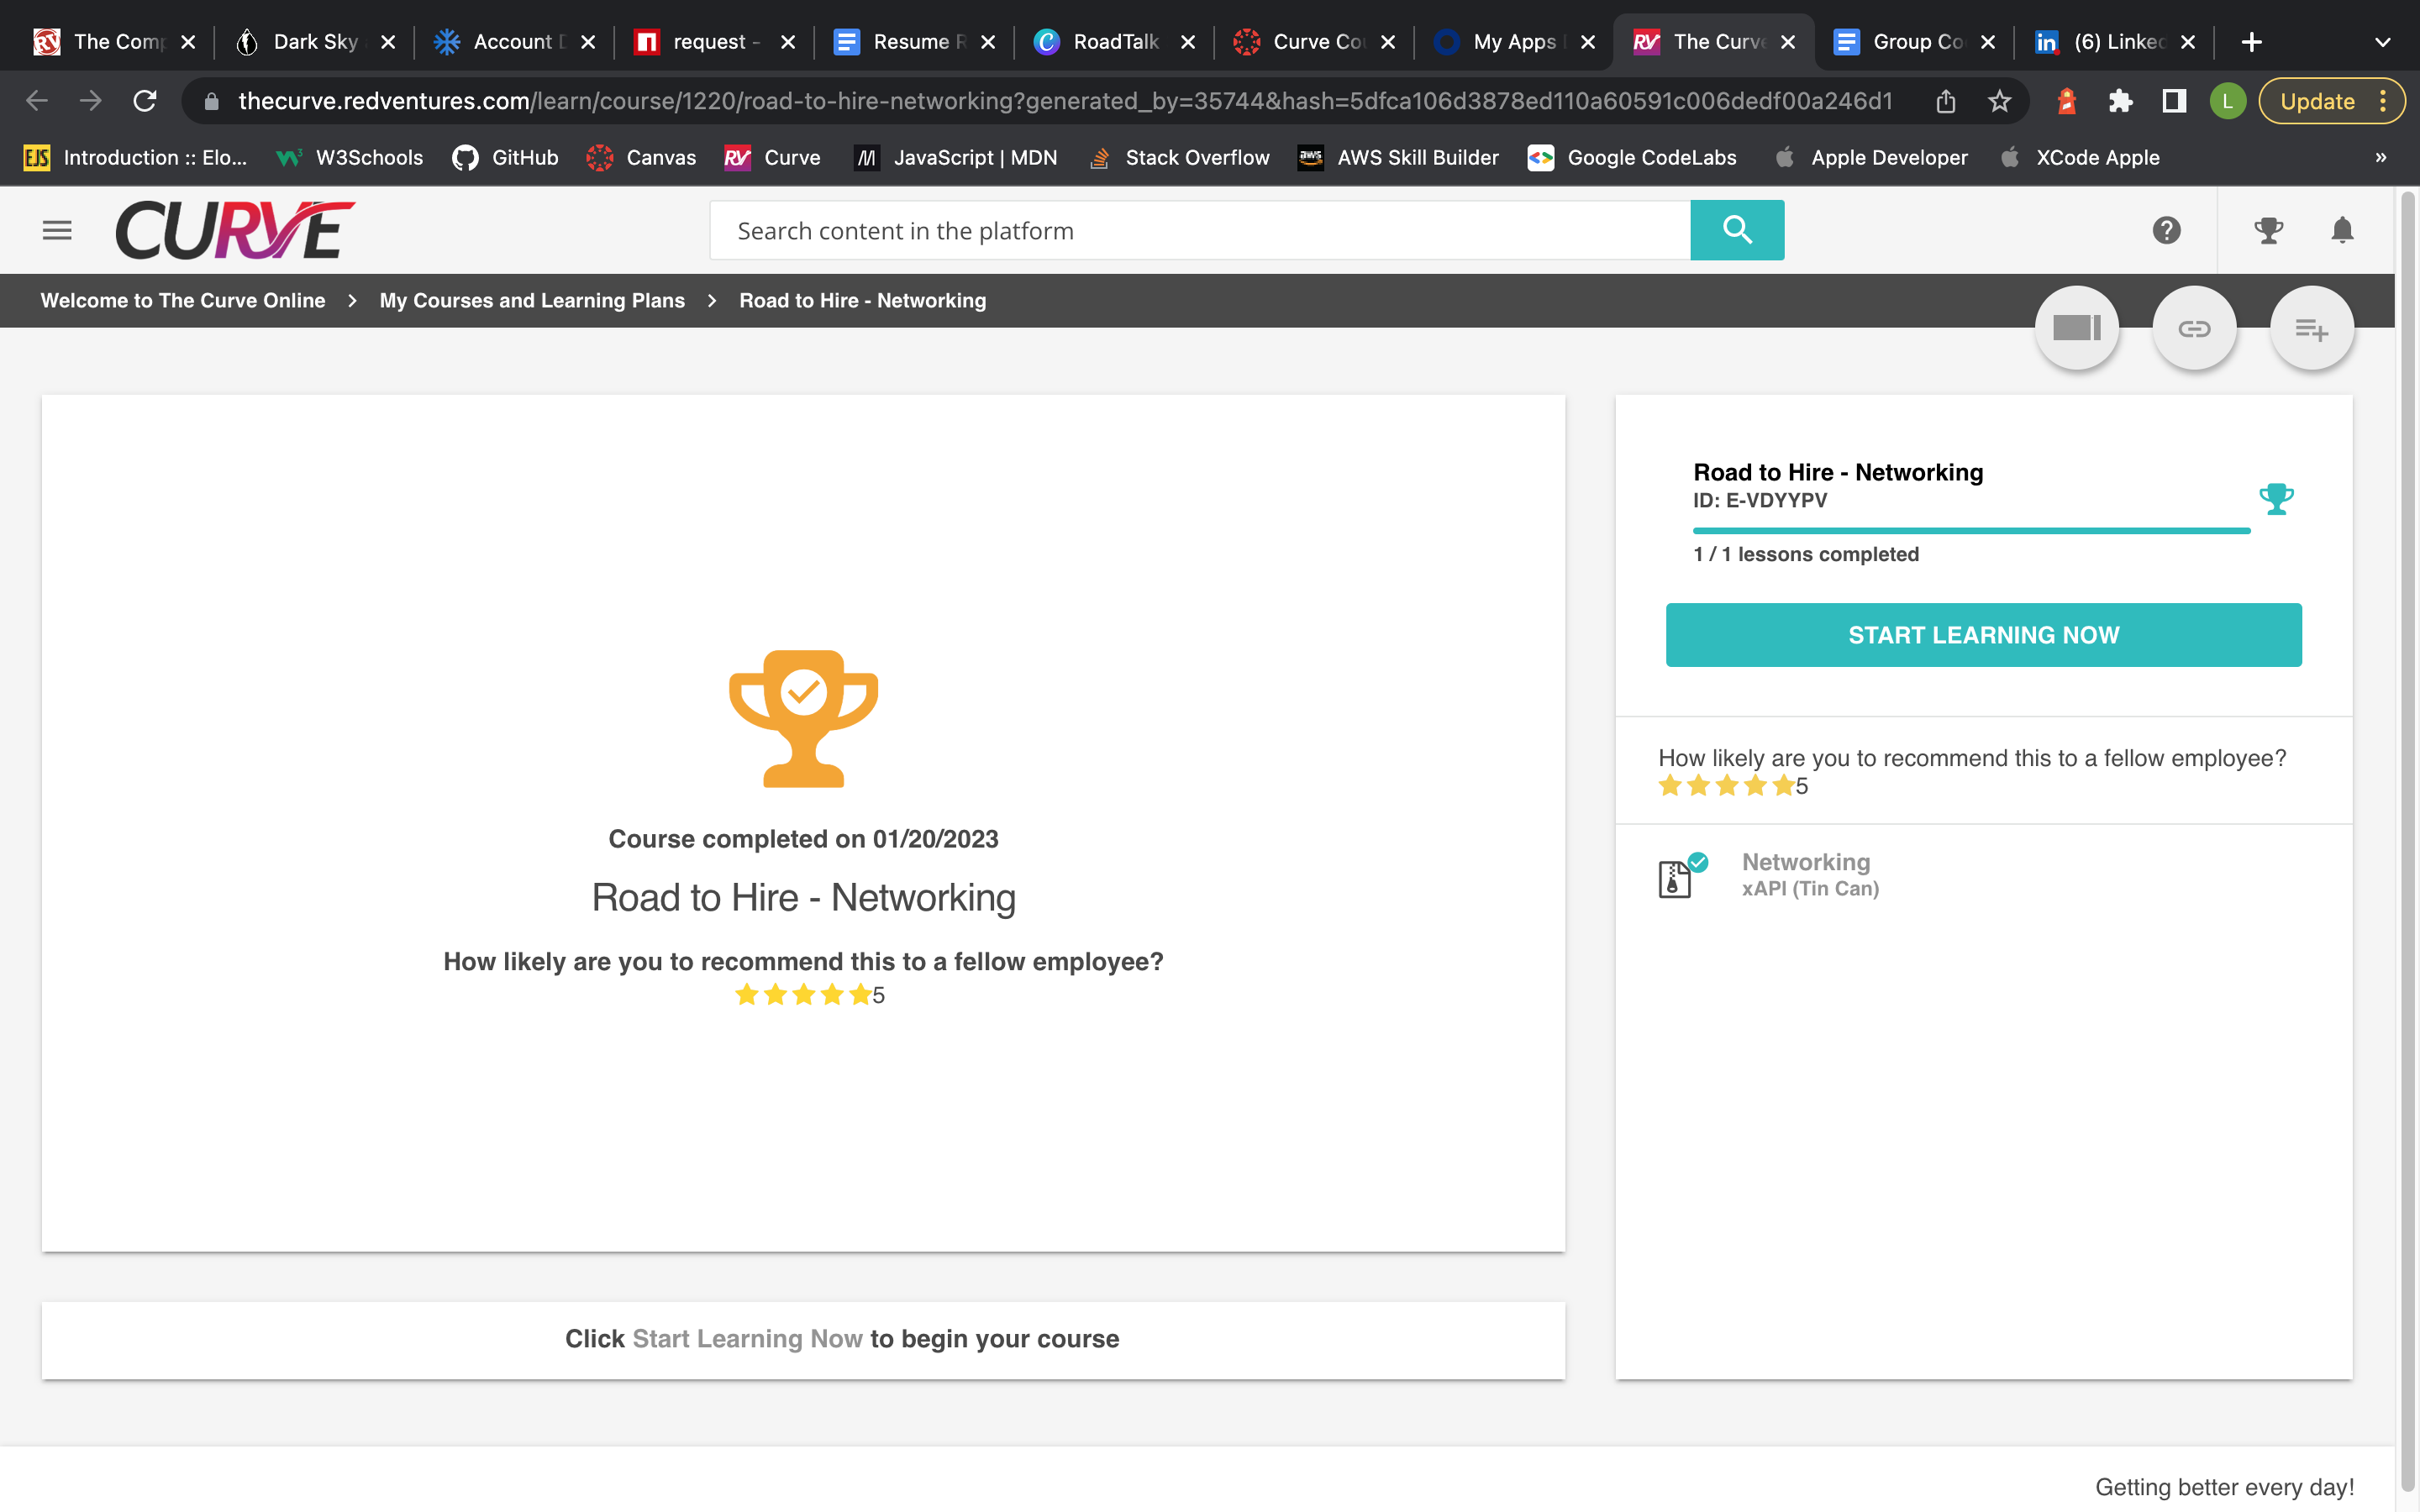 The Comp
Dark Sky
Account D
request -
Resume R
RoadTalk
Curve Cou
My Apps
The Curve
Group Co
(6) Linked
thecurve.redventures.com/learn/course/1220/road-to-hire-networking?generated_by=35744&hash=5dfca106d3878ed110a60591c006dedf00a246d1
L
Update
EJS Introduction :: Elo...
W3Schools
GitHub
Canvas
RV Curve
JavaScript | MDN
Stack Overflow
aws AWS Skill Builder
Google CodeLabs
Apple Developer
XCode Apple
»
CURVE
Search content in the platform
Welcome to The Curve Online > My Courses and Learning Plans > Road to Hire - Networking
Course completed on 01/20/2023
Road to Hire - Networking
How likely are you to recommend this to a fellow employee?
5
Click Start Learning Now to begin your course
Road to Hire - Networking
ID: E-VDYYPV
1 / 1 lessons completed
START LEARNING NOW
How likely are you to recommend this to a fellow employee?
5
Networking
xAPI (Tin Can)
Getting better every day!